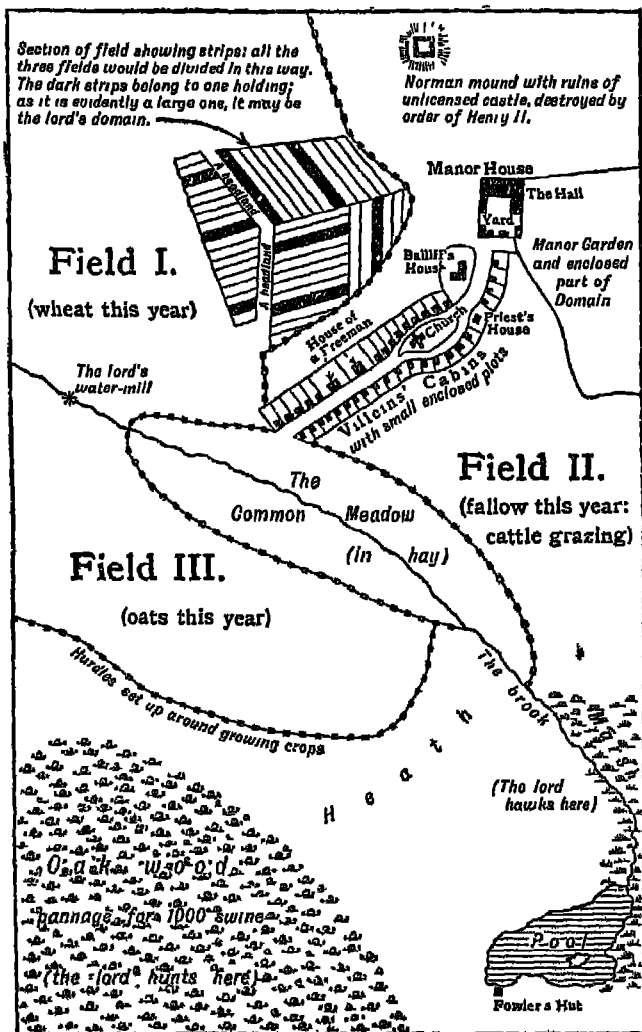 Section of field showing strips: all the
three fields would be divided in this way.
The dark strips belong to one holding;
as it is evidently a large one, it may be
the lord's domain.
Norman mound with ruins of
unlicensed castle, destroyed by
order of Henry II.
Manor House
The Hall
Yard
A headland
A headland
Field I.
(wheat this year)
Bailiff's
House
Manor Garden
and enclosed
part of
Domain
House of
a Freeman
Church
Priest's
House
Villeins' Cabins
with small enclosed plots
The lord's
water-mill
The
Common Meadow
(in hay)
Field II.
(fallow this year:
cattle grazing)
Field III.
(oats this year)
Hurdles set up around growing crops
The brook
Heath
(The lord
hawks here)
Oak wood
pannage for 1000 swine
(the lord hunts here)
Pool
Fowlers Hut